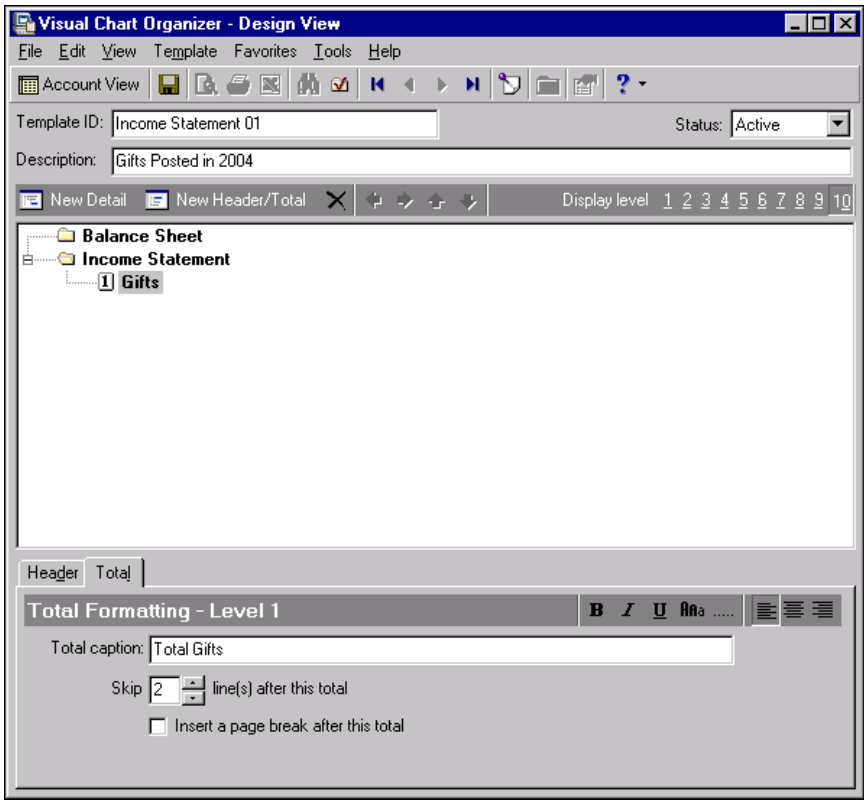 Visual Chart Organizer - Design View
File Edit View Template Favorites Tools Help
Account View ?
Template ID: Income Statement 01 Status: Active
Description: Gifts Posted in 2004
New Detail New Header/Total Display level 1 2 3 4 5 6 7 8 9 10
Balance Sheet
Income Statement
1 Gifts
Header Total
Total Formatting - Level 1 B I U AAa .....
Total caption: Total Gifts
Skip 2 line(s) after this total
Insert a page break after this total